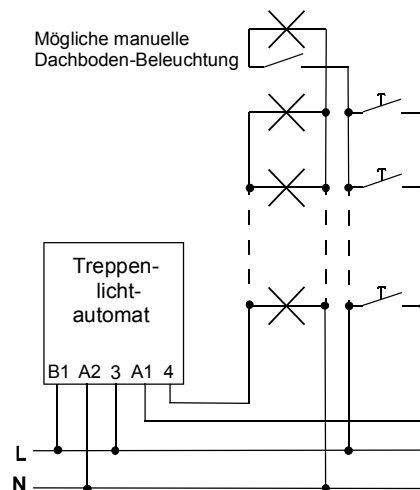 Mögliche manuelle
Dachboden-Beleuchtung
Treppen-
licht-
automat
B1 A2 3 A1 4
L
N